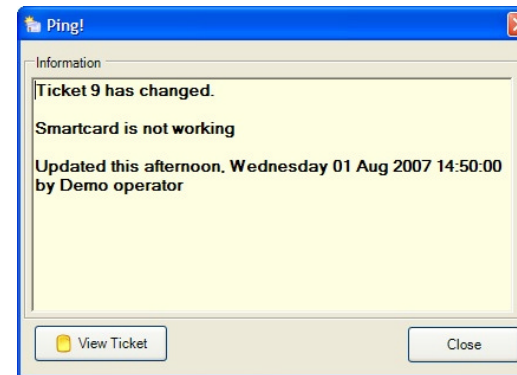 Ping!
Information
Ticket 9 has changed.
Smartcard is not working
Updated this afternoon, Wednesday 01 Aug 2007 14:50:00
by Demo operator
View Ticket
Close